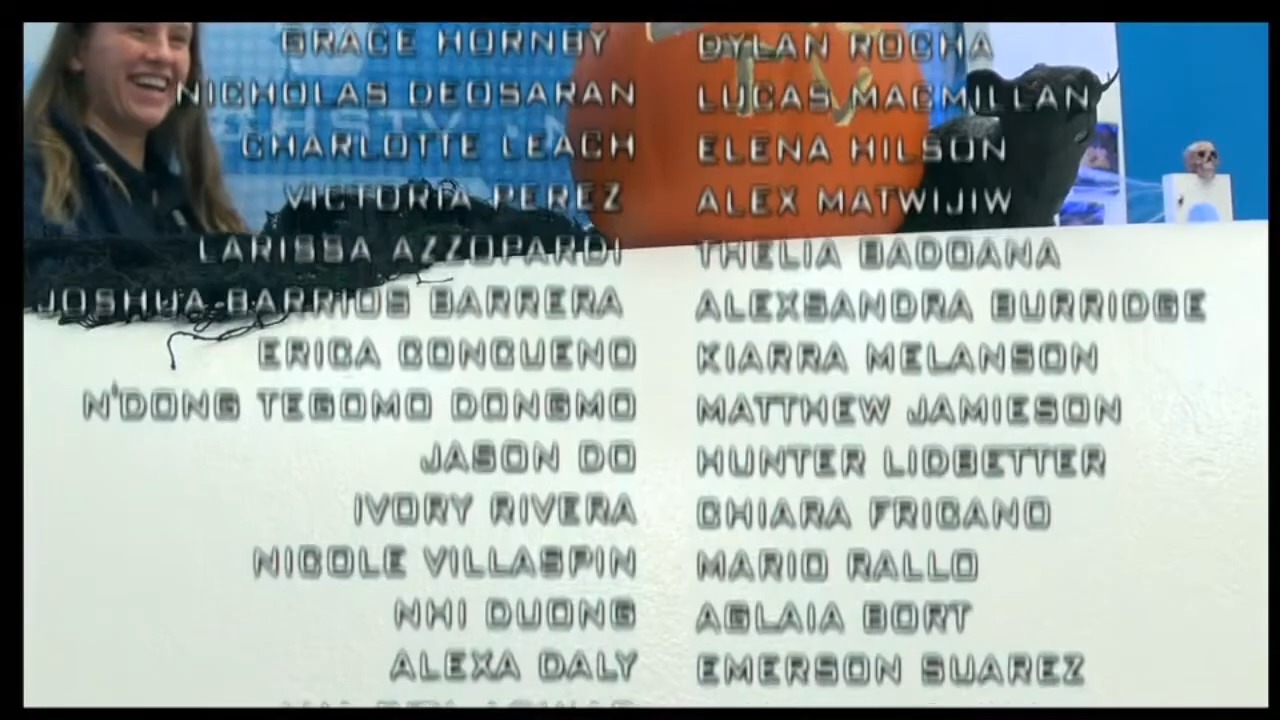 GRACE HORNBY DYLAN ROCHA
NICHOLAS DEOSARAN LUCAS MACMILLAN
CHARLOTTE LEACH ELENA HILSON
VICTORIA PEREZ ALEX MATWIJIW
LARISSA AZZOPARDI THELIA BADOANA
JOSHUA BARRIOS BARRERA ALEXSANDRA BURRIDGE
ERICA CONCUENO KIARRA MELANSON
N'DONG TEGOMO DONGMO MATTHEW JAMIESON
JASON DO HUNTER LIDBETTER
IVORY RIVERA CHIARA FRICANO
NICOLE VILLASPIN MARIO RALLO
NHI DUONG AGLAIA BORT
ALEXA DALY EMERSON SUAREZ